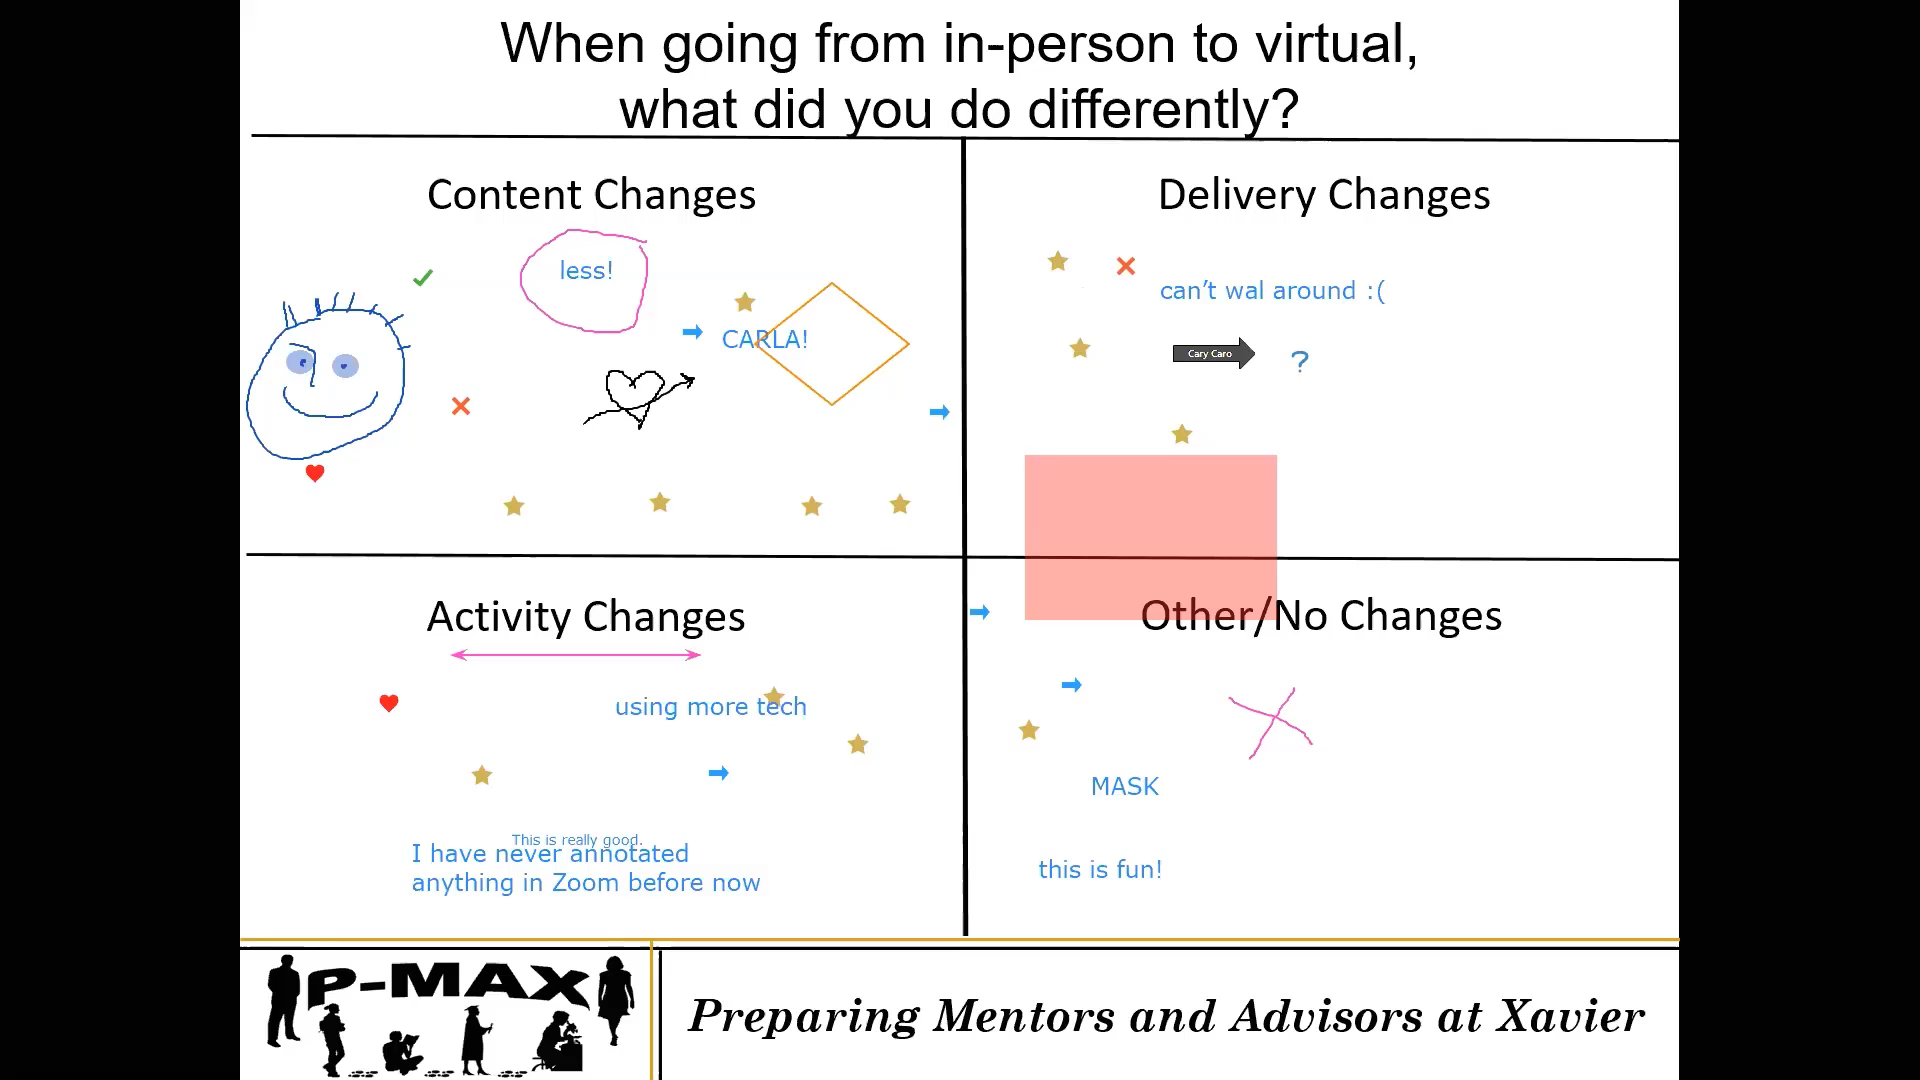 When going from in-person to virtual,
what did you do differently?
Content Changes
less!
CARLA!
Delivery Changes
can't wal around :(
Cary Caro
?
Activity Changes
using more tech
This is really good.
I have never annotated
anything in Zoom before now
Other/No Changes
MASK
this is fun!
P-MAX
Preparing Mentors and Advisors at Xavier